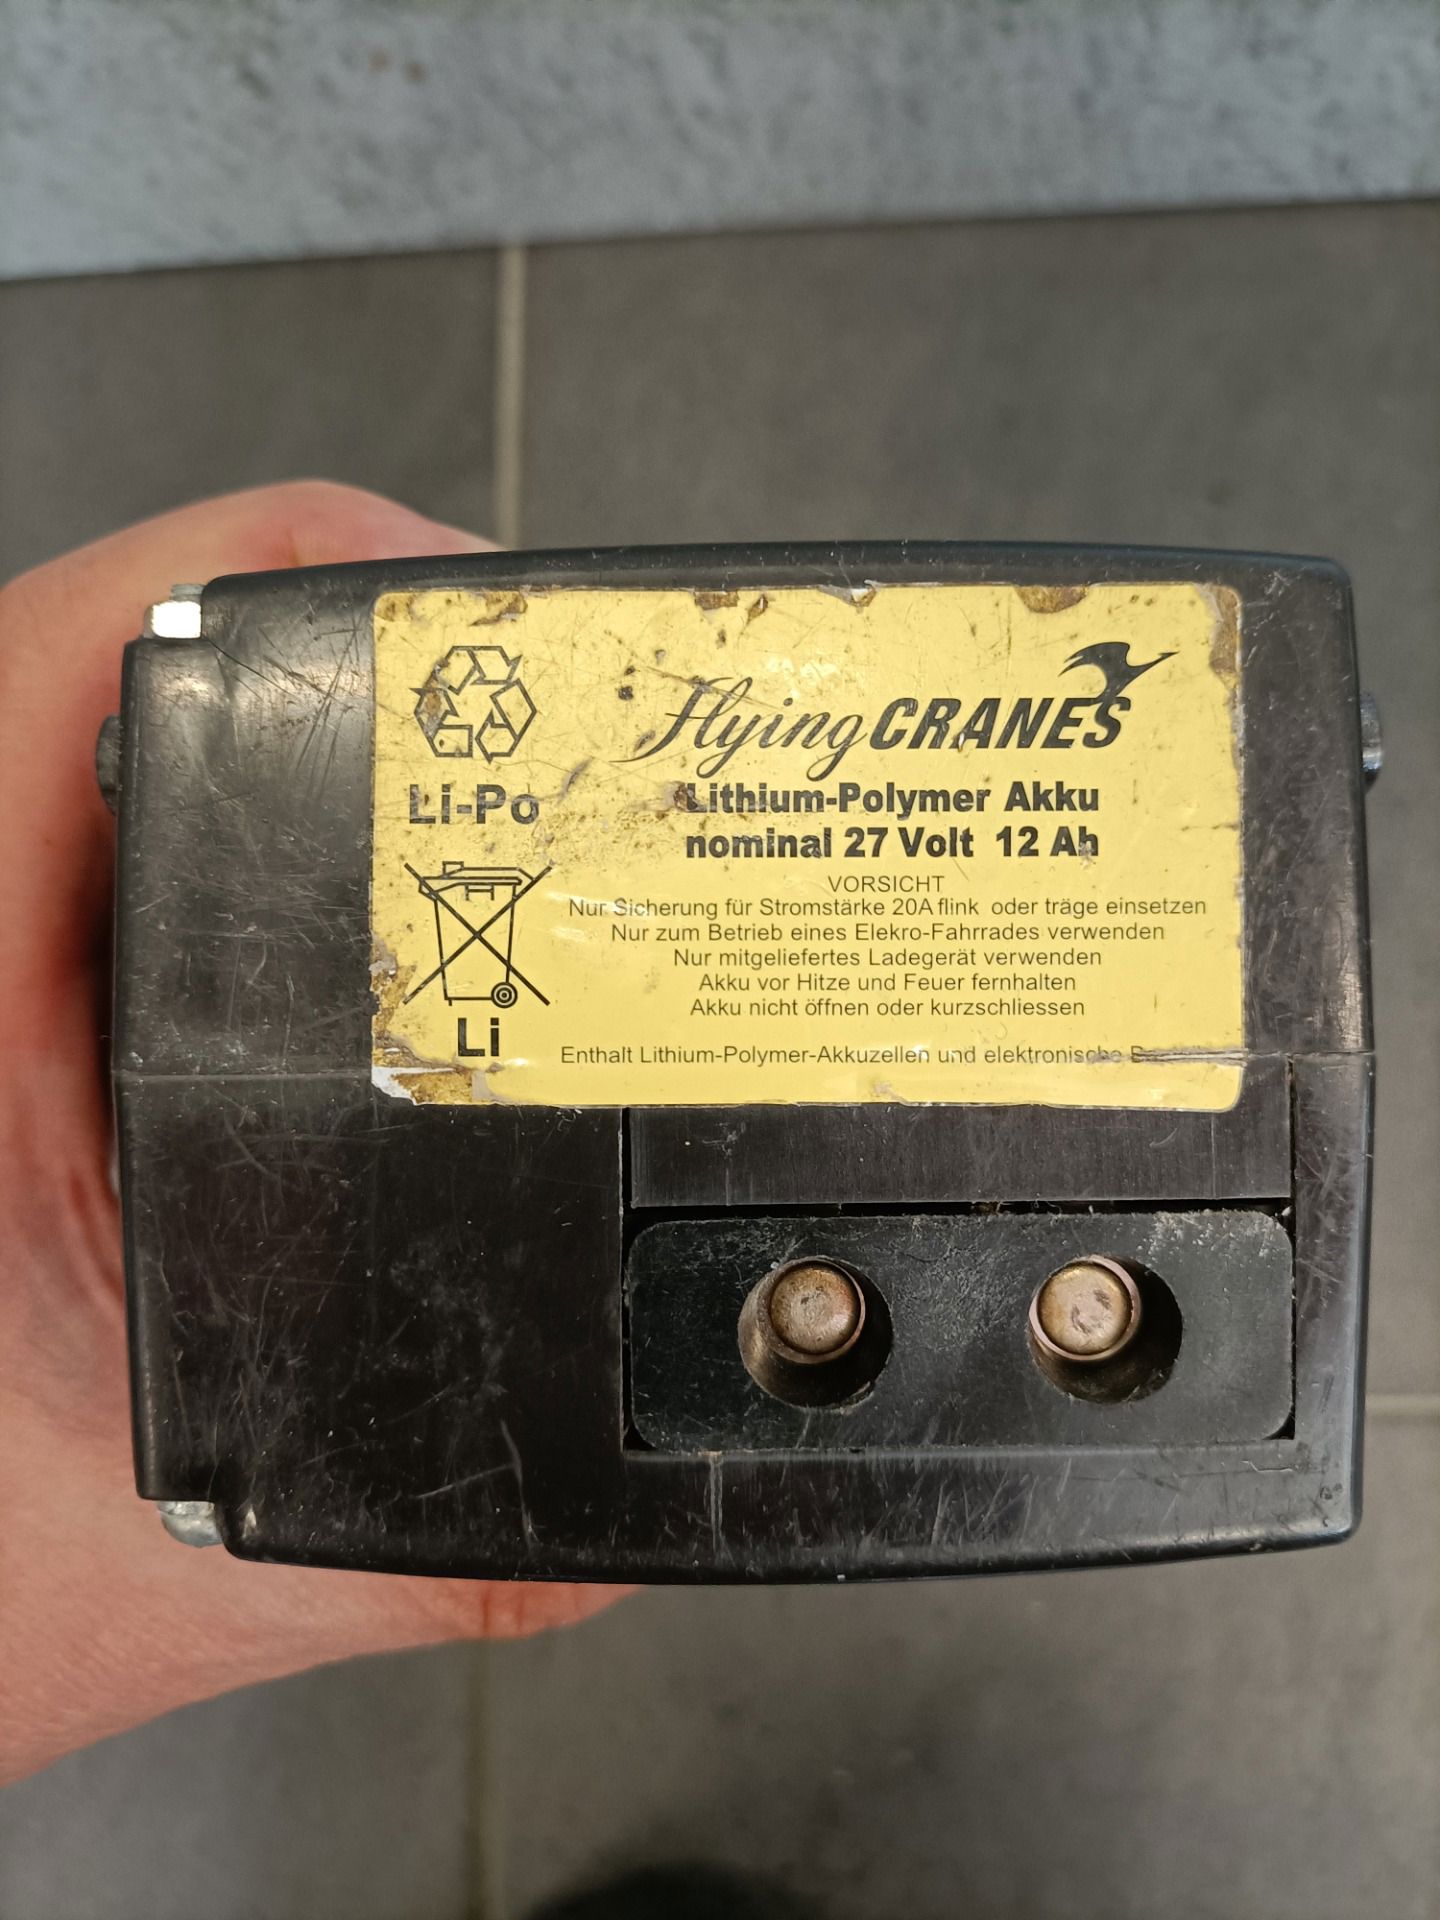 Flying CRANES
Li-Po
Lithium-Polymer Akku
nominal 27 Volt 12 Ah
VORSICHT
Nur Sicherung für Stromstärke 20A flink oder träge einsetzen
Nur zum Betrieb eines Elekro-Fahrrades verwenden
Nur mitgeliefertes Ladegerät verwenden
Akku vor Hitze und Feuer fernhalten
Akku nicht öffnen oder kurzschliessen
Li
Enthalt Lithium-Polymer-Akkuzellen und elektronische